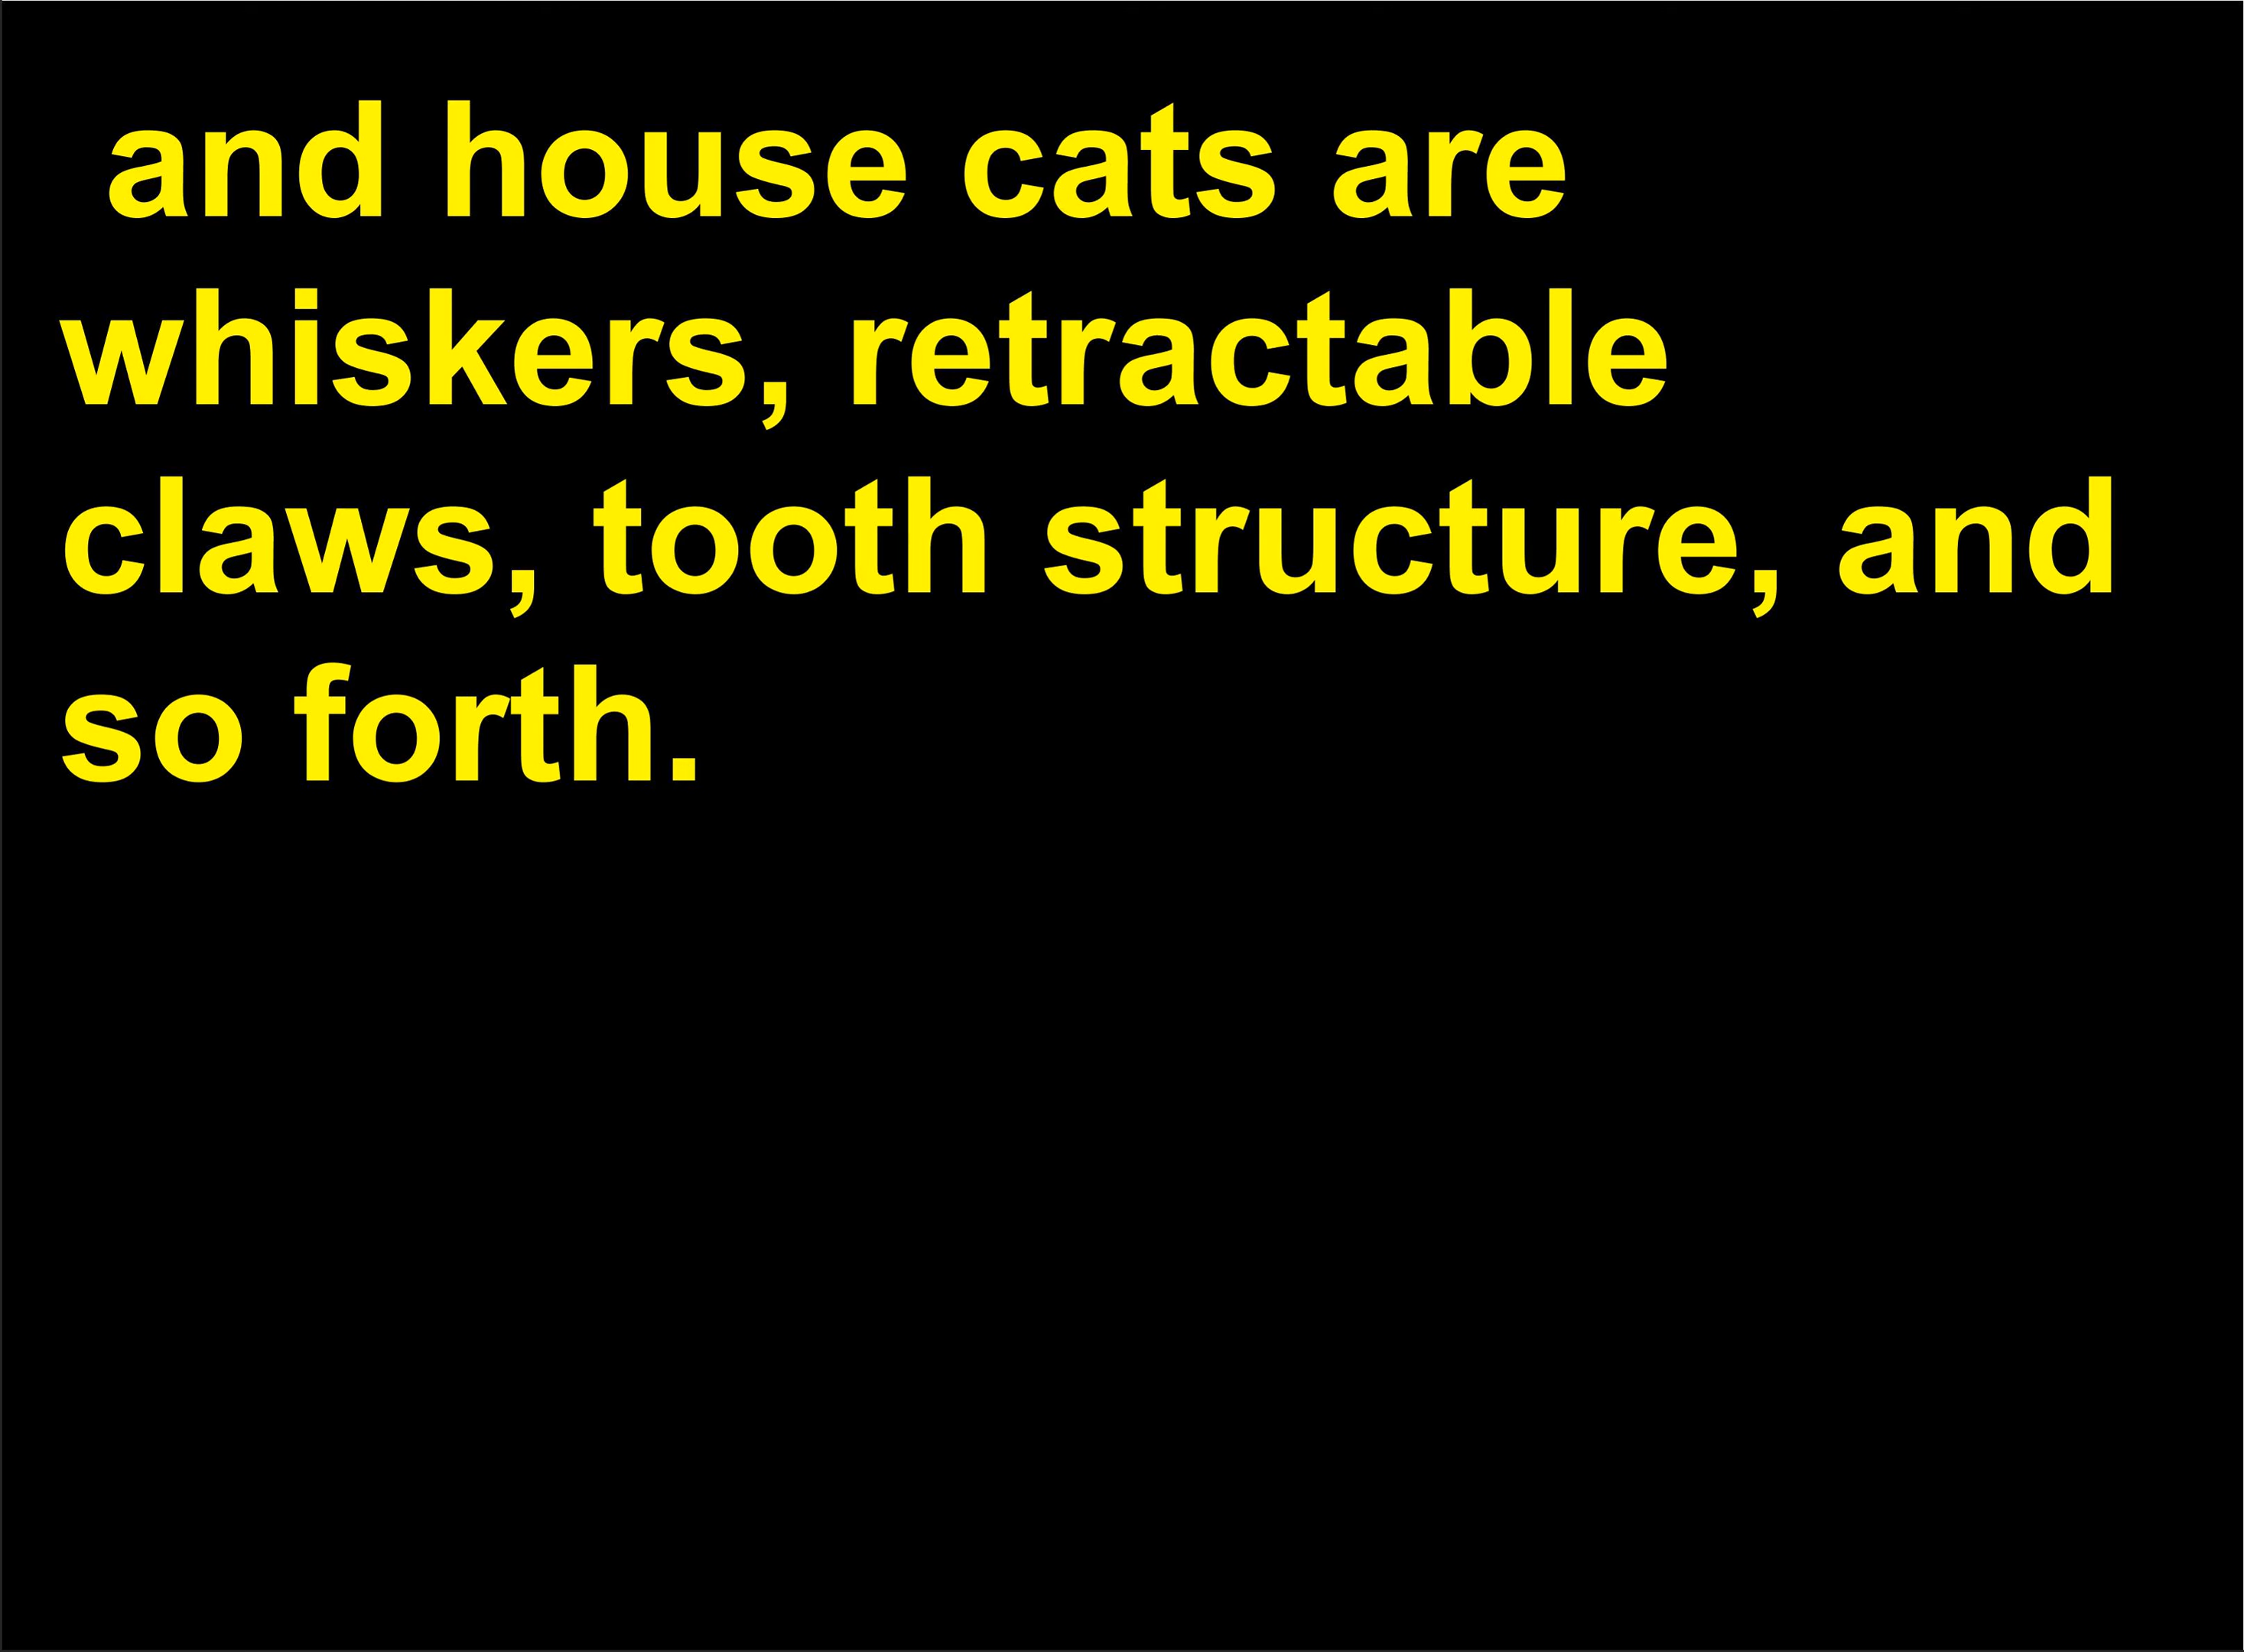 and house cats are
whiskers, retractable
claws, tooth structure, and
so forth.